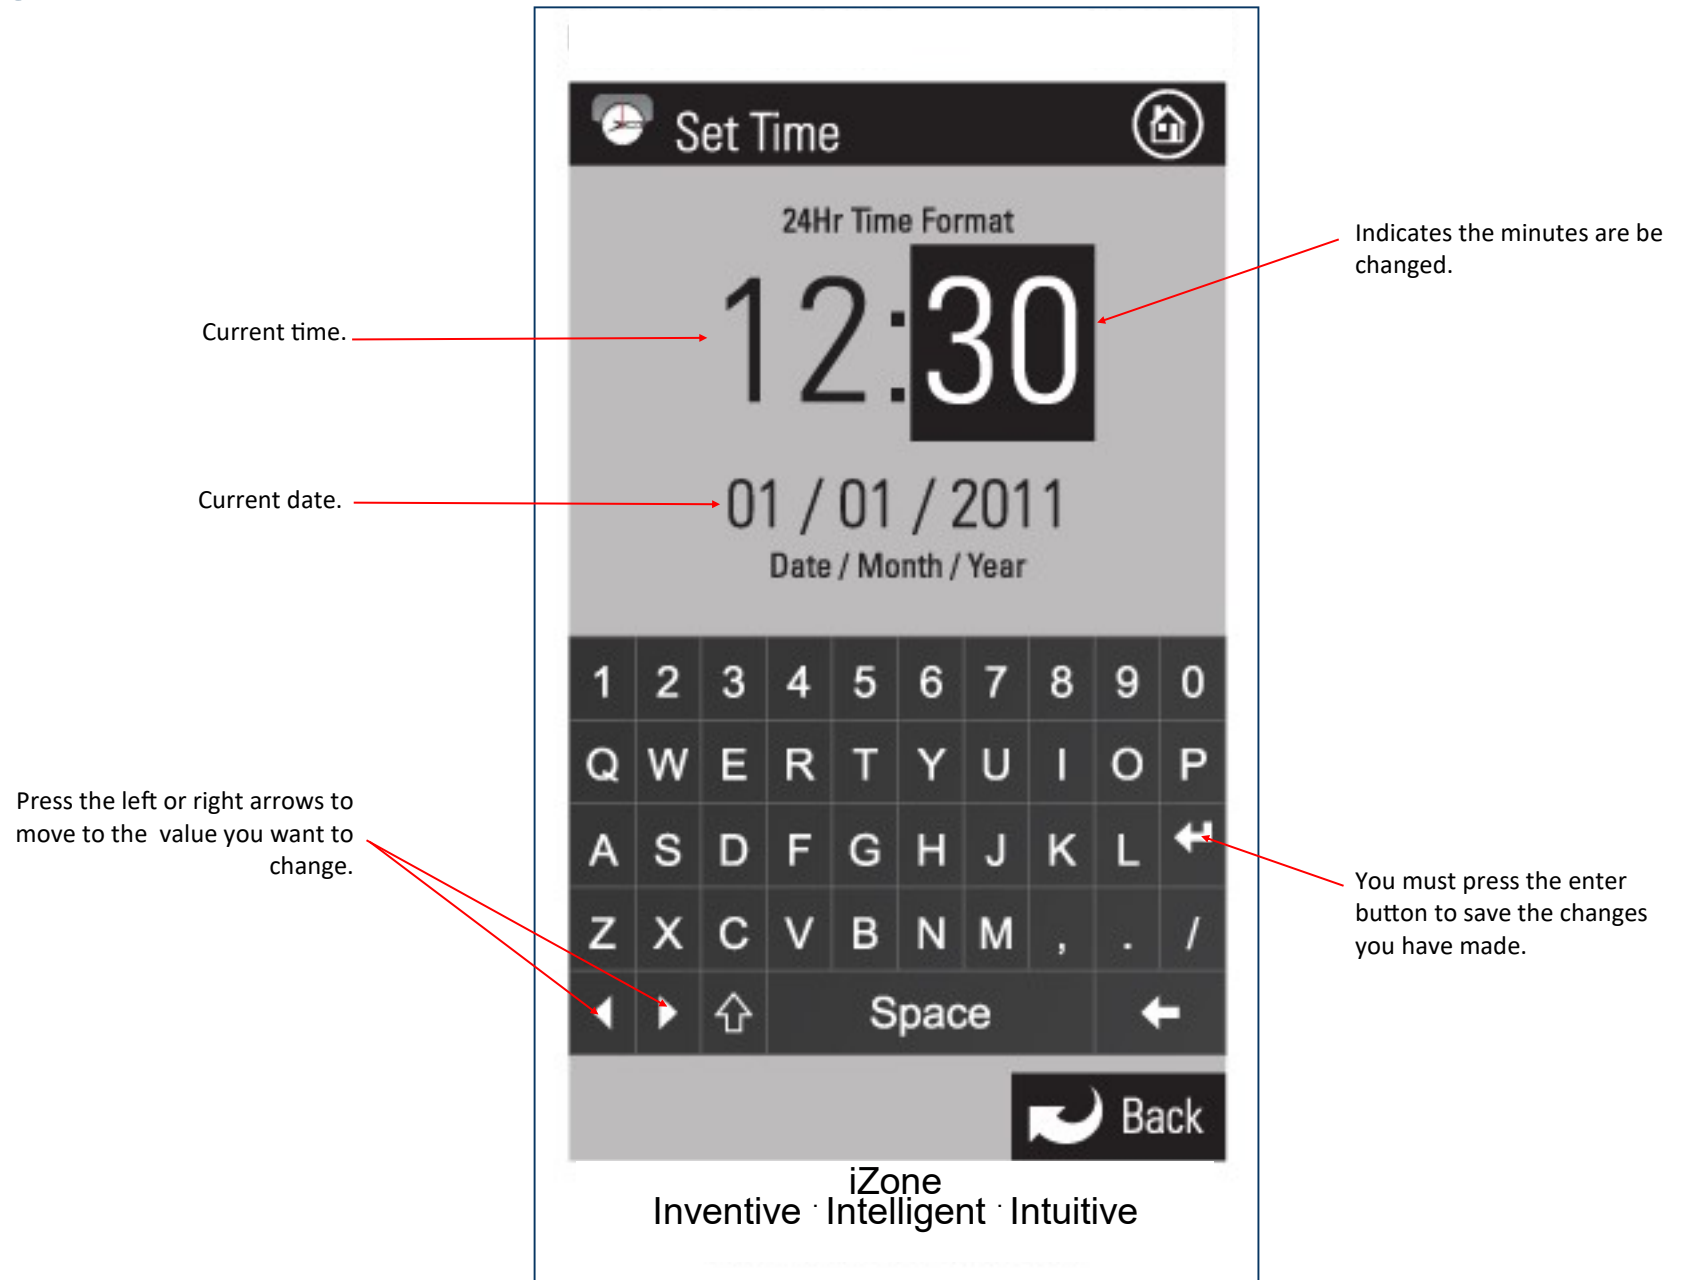 Set Time
24Hr Time Format
12:30
01 / 01 / 2011
Date / Month / Year
Indicates the minutes are be
changed.
Current time.
Current date.
1 2 3 4 5 6 7 8 9 0
Q W E R T Y U I O P
A S D F G H J K L
Z X C V B N M , . /
Space
Press the left or right arrows to
move to the  value you want to
change.
You must press the enter
button to save the changes
you have made.
Back
iZone
Inventive · Intelligent · Intuitive